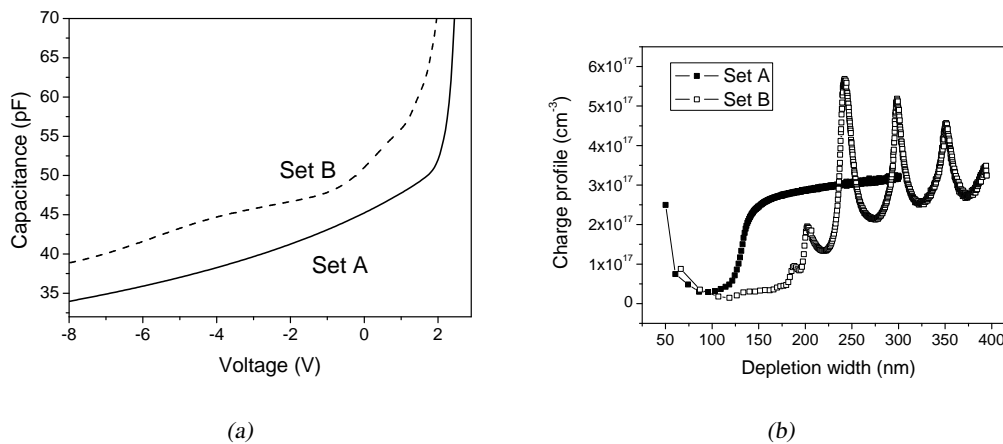 70
65
60
55
50
45
40
35
Capacitance (pF)
Set B
Set A
-8 -6 -4 -2 0 2
Voltage (V)
(a)
6x10^17
5x10^17
4x10^17
3x10^17
2x10^17
1x10^17
0
Charge profile (cm^-3)
Set A
Set B
50 100 150 200 250 300 350 400
Depletion width (nm)
(b)